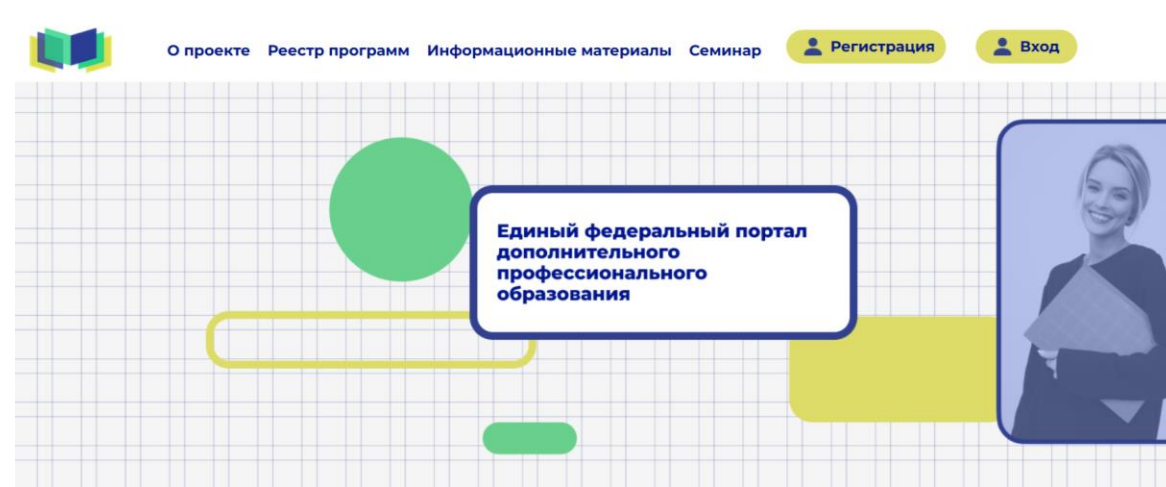 О проекте Реестр программ Информационные материалы Семинар Регистрация Вход
Единый федеральный портал
дополнительного
профессионального
образования